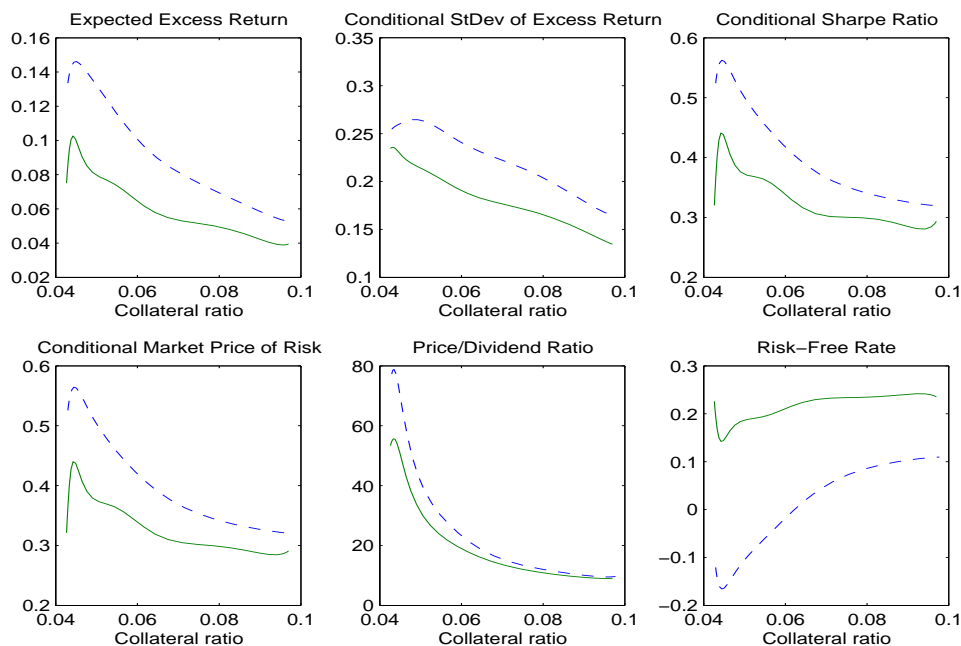 Expected Excess Return
0.16
0.14
0.12
0.1
0.08
0.06
0.04
0.02
0.04 0.06 0.08 0.1
Collateral ratio
Conditional StDev of Excess Return
0.35
0.3
0.25
0.2
0.15
0.1
0.04 0.06 0.08 0.1
Collateral ratio
Conditional Sharpe Ratio
0.6
0.5
0.4
0.3
0.2
0.04 0.06 0.08 0.1
Collateral ratio
Conditional Market Price of Risk
0.6
0.5
0.4
0.3
0.2
0.04 0.06 0.08 0.1
Collateral ratio
Price/Dividend Ratio
80
60
40
20
0
0.04 0.06 0.08 0.1
Collateral ratio
Risk−Free Rate
0.3
0.2
0.1
0
−0.1
−0.2
0.04 0.06 0.08 0.1
Collateral ratio